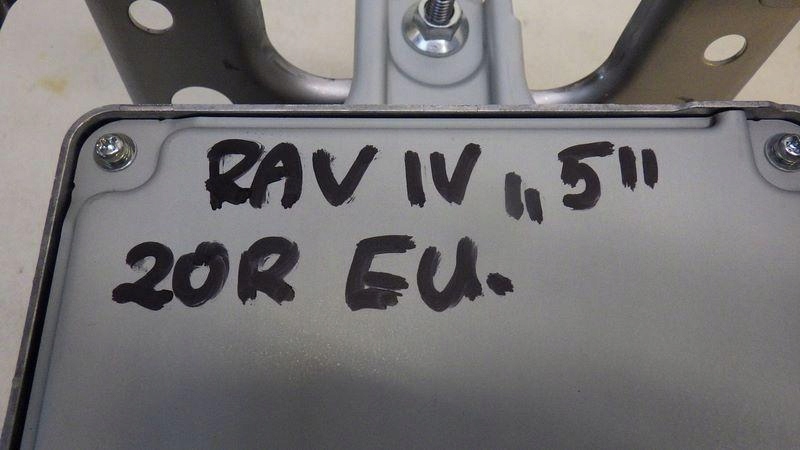 RAV IV „5"
20R EU.